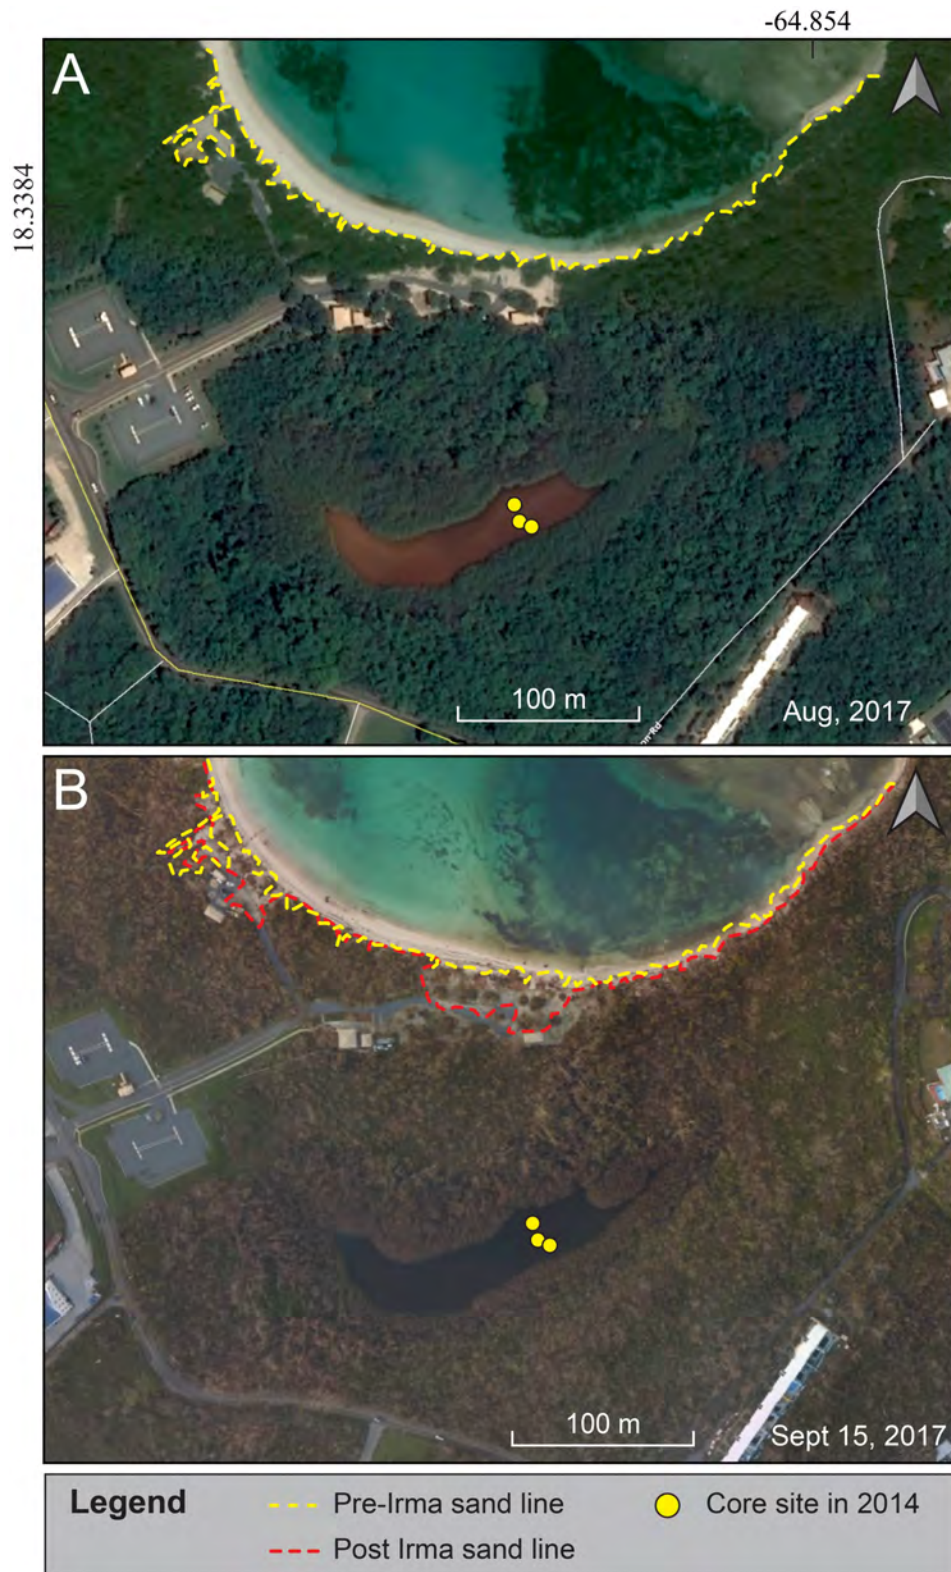 -64.854
A
18.3384
100 m
Aug, 2017
B
100 m
Sept 15, 2017
Legend
Pre-Irma sand line
Core site in 2014
Post Irma sand line